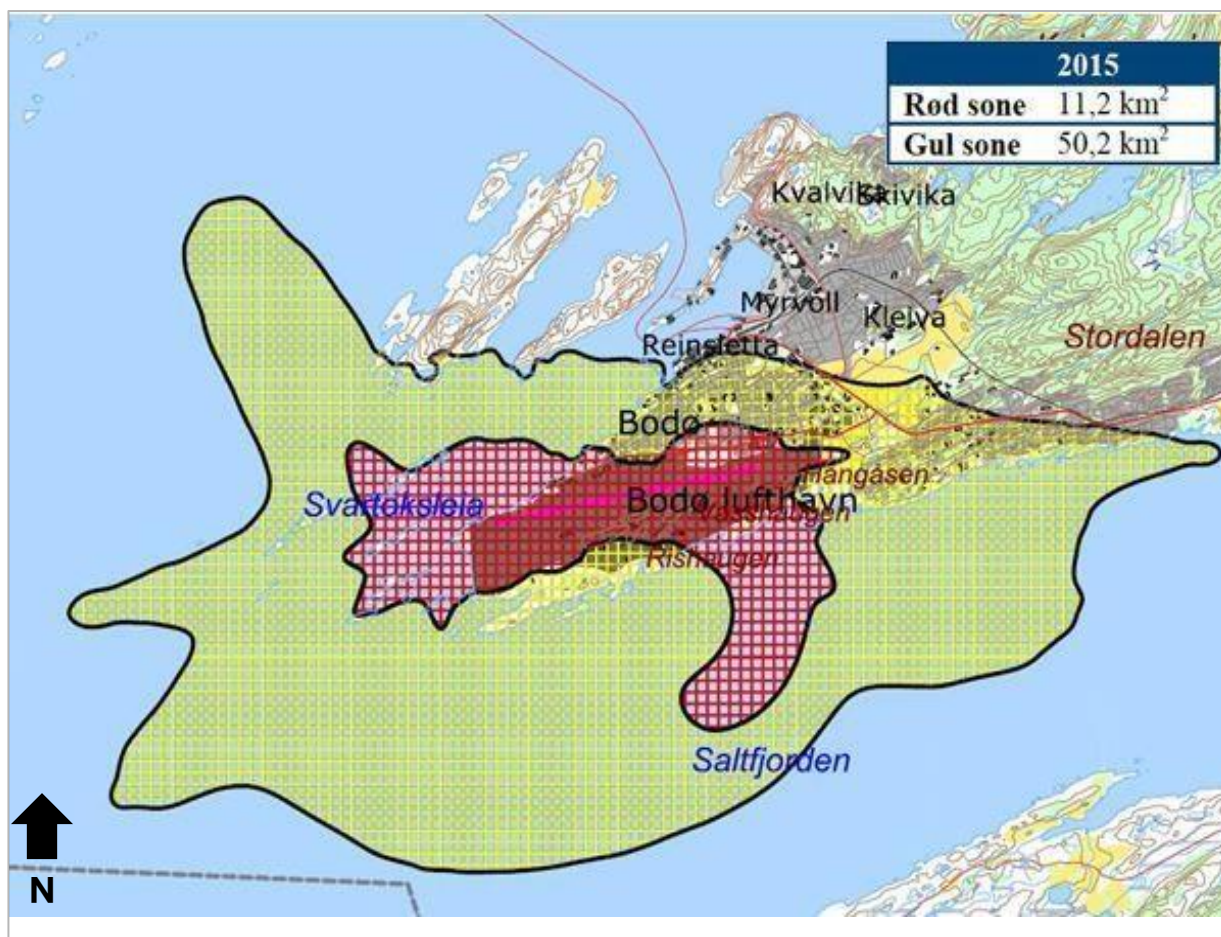 2015
Rød sone 11,2 km²
Gul sone 50,2 km²
Kvalvika
Skivika
Myrvoll
Kleiva
Stordalen
Reinsletta
Bodø
Svartoksleia
Bodø lufthavn
Rishaugen
Saltfjorden
N